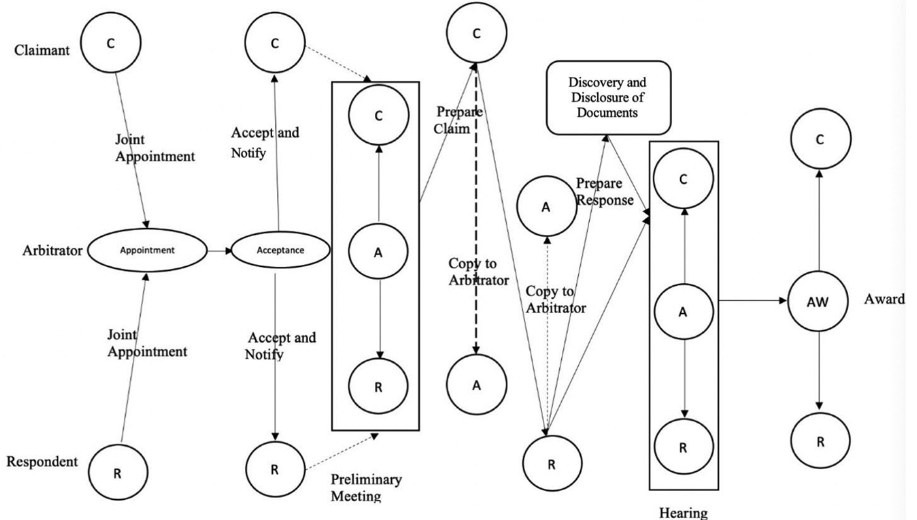 Claimant
C
C
C
C
Joint
Appointment
Accept and
Notify
Prepare
Claim
Discovery and
Disclosure of
Documents
C
C
Prepare
Response
A
Arbitrator
Appointment
Acceptance
A
Copy to
Arbitrator
Copy to
Arbitrator
A
AW
Award
Joint
Appointment
Accept and
Notify
R
A
R
R
Respondent
R
R
R
Preliminary
Meeting
Hearing